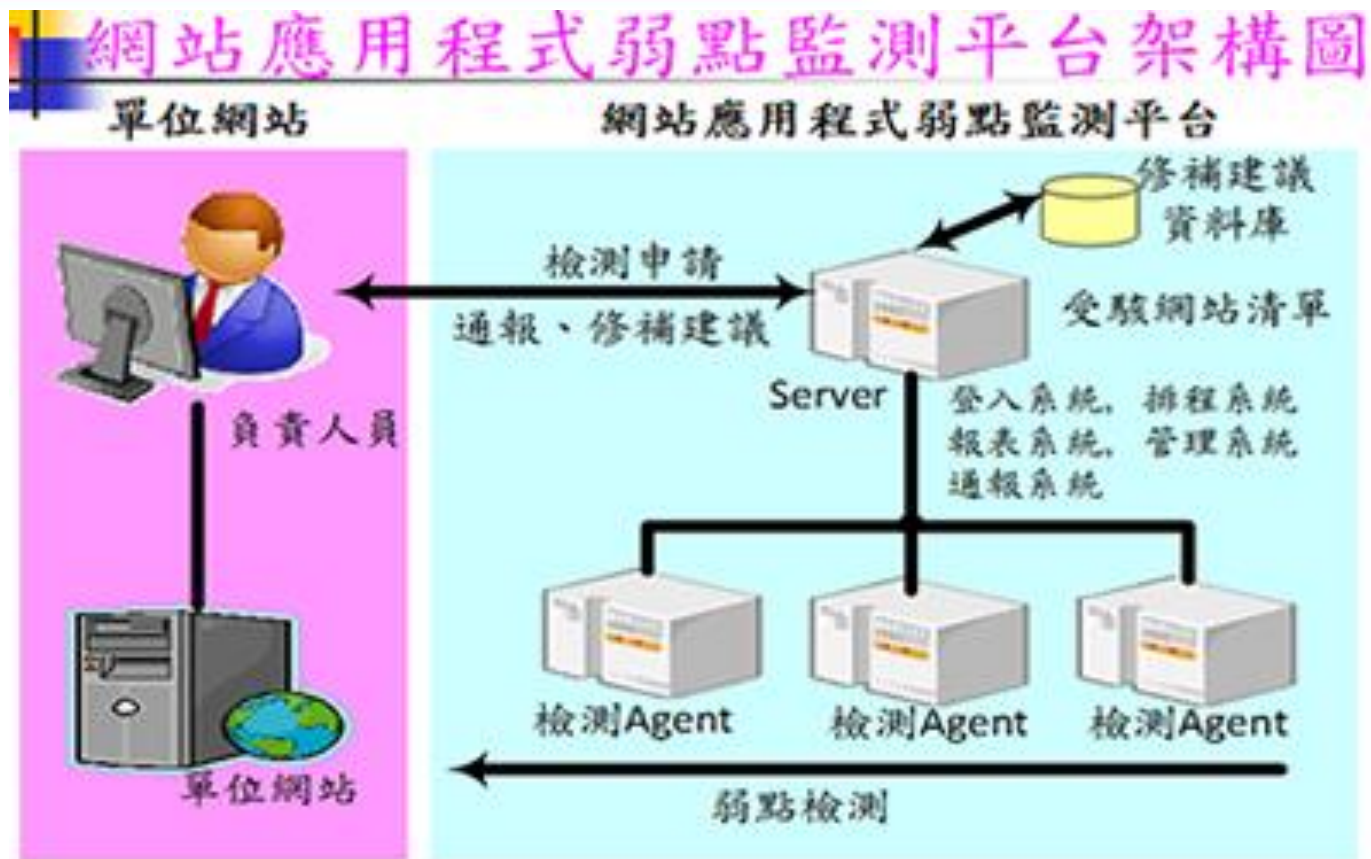 網站應用程式弱點監測平台架構圖
單位網站
網站應用程式弱點監測平台
修補建議
資料庫
檢測申請
通報、修補建議
受駭網站清單
Server
登入系統, 排程系統
報表系統, 管理系統
通報系統
負責人員
檢測Agent
檢測Agent
檢測Agent
單位網站
弱點檢測